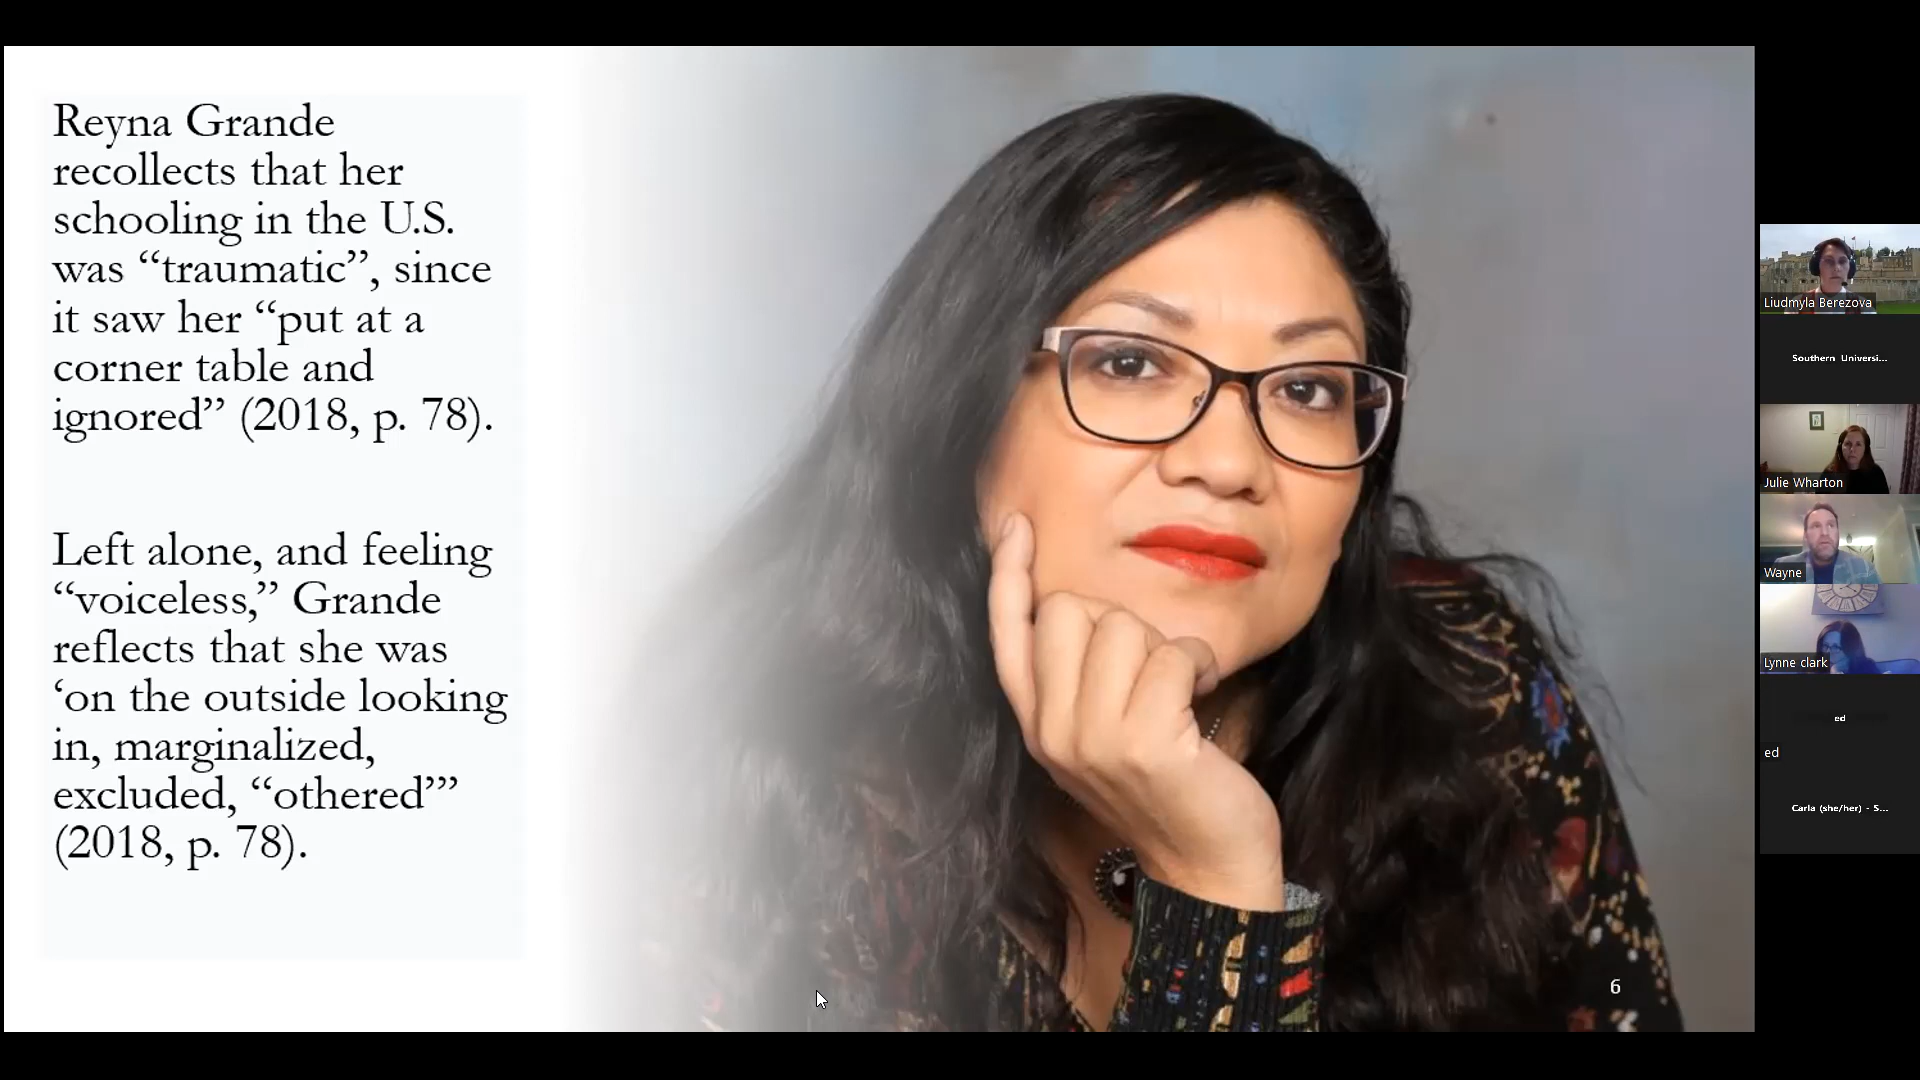 Reyna Grande
recollects that her
schooling in the U.S.
was “traumatic”, since
it saw her “put at a
corner table and
ignored” (2018, p. 78).
Left alone, and feeling
“voiceless,” Grande
reflects that she was
‘on the outside looking
in, marginalized,
excluded, “othered”’
(2018, p. 78).
6
Liudmyla Berezova
Southern Universi...
Julie Wharton
Wayne
Lynne clark
ed
ed
Carla (she/her) - S...